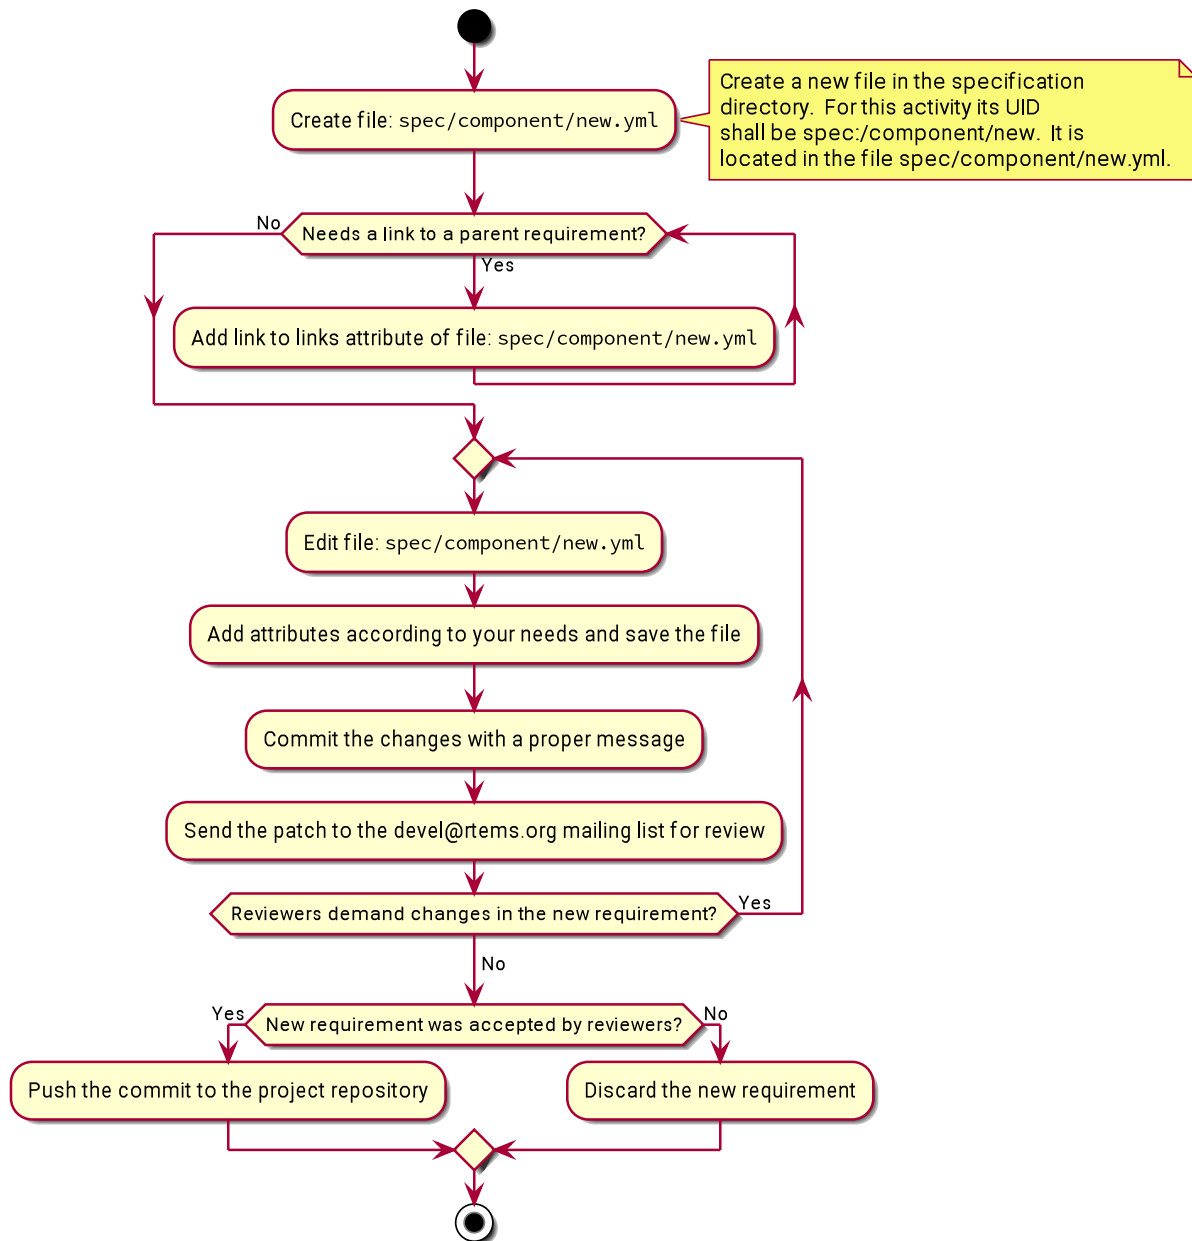 Create file: spec/component/new.yml
Create a new file in the specification
directory.  For this activity its UID
shall be spec:/component/new.  It is
located in the file spec/component/new.yml.
No
Needs a link to a parent requirement?
Yes
Add link to links attribute of file: spec/component/new.yml
Edit file: spec/component/new.yml
Add attributes according to your needs and save the file
Commit the changes with a proper message
Send the patch to the devel@rtems.org mailing list for review
Reviewers demand changes in the new requirement?
Yes
No
Yes
New requirement was accepted by reviewers?
No
Push the commit to the project repository
Discard the new requirement